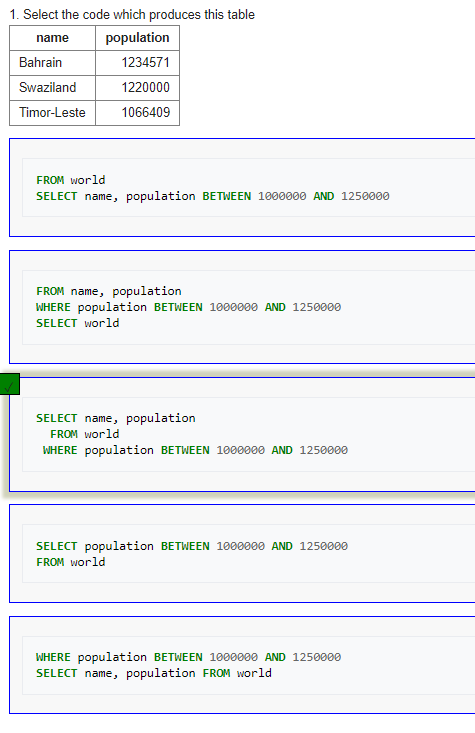 1. Select the code which produces this table
name population
Bahrain 1234571
Swaziland 1220000
Timor-Leste 1066409
FROM world
SELECT name, population BETWEEN 1000000 AND 1250000
FROM name, population
WHERE population BETWEEN 1000000 AND 1250000
SELECT world
SELECT name, population
FROM world
WHERE population BETWEEN 1000000 AND 1250000
SELECT population BETWEEN 1000000 AND 1250000
FROM world
WHERE population BETWEEN 1000000 AND 1250000
SELECT name, population FROM world